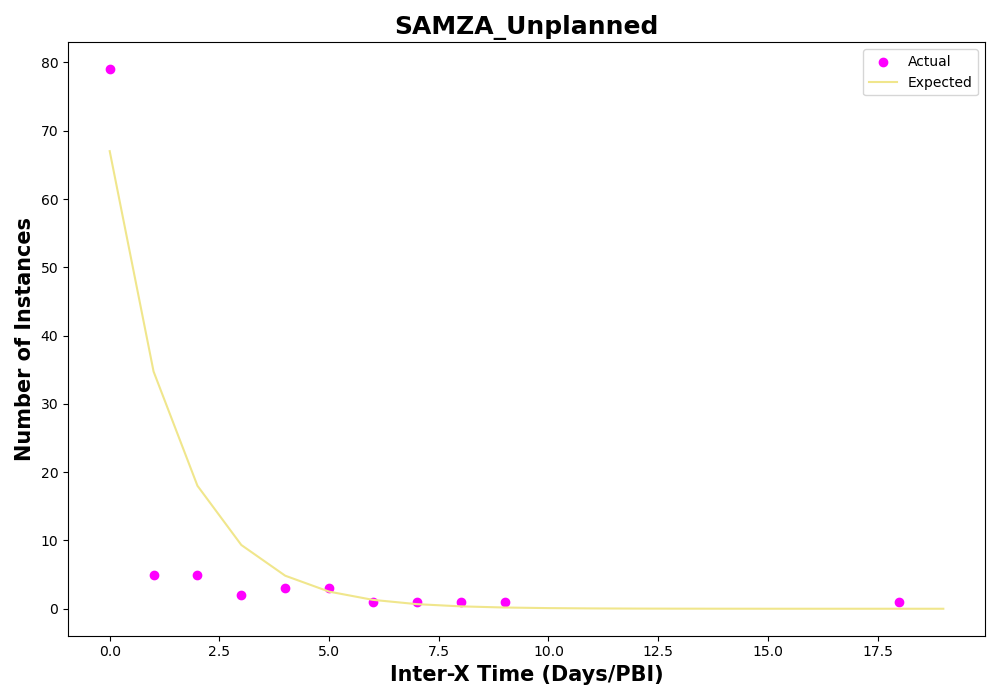 SAMZA_Unplanned
Actual
Expected
Number of Instances
80
70
60
50
40
30
20
10
0
0.0 2.5 5.0 7.5 10.0 12.5 15.0 17.5
Inter-X Time (Days/PBI)